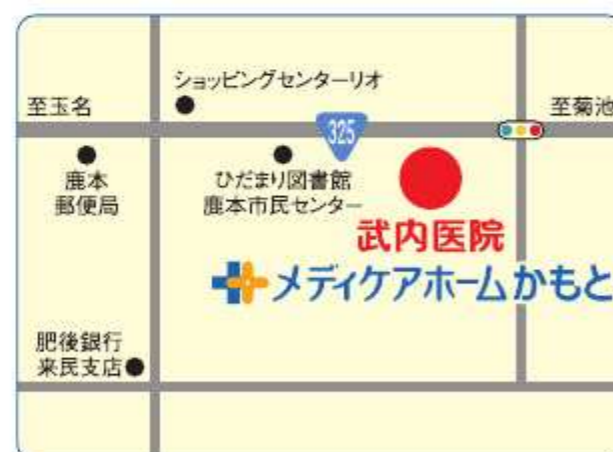 ショッピングセンターリオ
至玉名
至菊池
325
鹿本
郵便局
ひだまり図書館
鹿本市民センター
武内医院
メディケアホームかもと
肥後銀行
来民支店